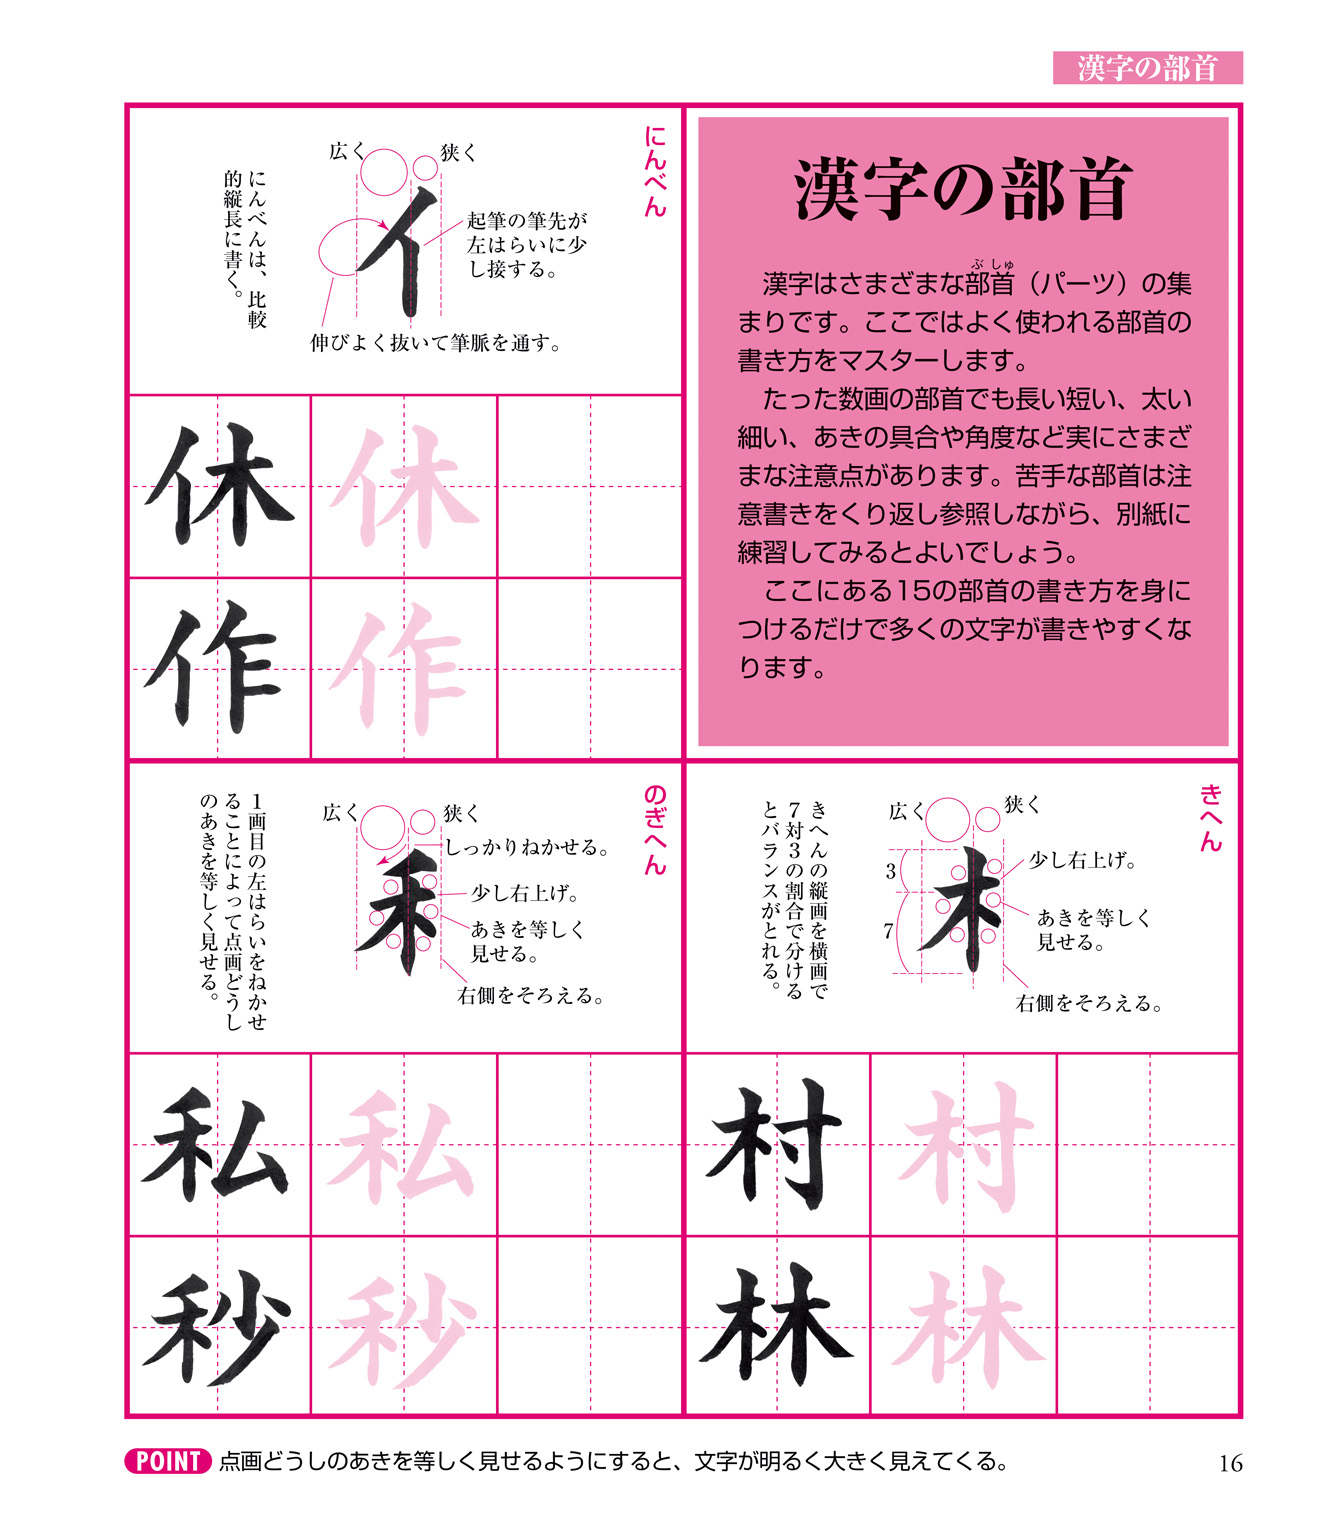 漢字の部首
漢字の部首
漢字はさまざまな部首（パーツ）の集
ぶしゅ
まりです。ここではよく使われる部首の
書き方をマスターします。
たった数画の部首でも長い短い、太い
細い、あきの具合や角度など実にさまざ
まな注意点があります。苦手な部首は注
意書きをくり返し参照しながら、別紙に
練習してみるとよいでしょう。
ここにある15の部首の書き方を身に
つけるだけで多くの文字が書きやすくな
ります。
にんべん
広く
狭く
イ
起筆の筆先が
左はらいに少
し接する。
伸びよく抜いて筆脈を通す。
にんべんは、比較
的縦長に書く。
休 休
作 作
きへん
広く
狭く
木
3
7
少し右上げ。
あきを等しく
見せる。
右側をそろえる。
きへんの縦画を横画で
7対3の割合で分ける
とバランスがとれる。
村 村
林 林
のぎへん
広く
狭く
禾
しっかりねかせる。
少し右上げ。
あきを等しく
見せる。
右側をそろえる。
1画目の左はらいをねかせ
ることによって点画どうし
のあきを等しく見せる。
私 私
秒 秒
POINT 点画どうしのあきを等しく見せるようにすると、文字が明るく大きく見えてくる。
16